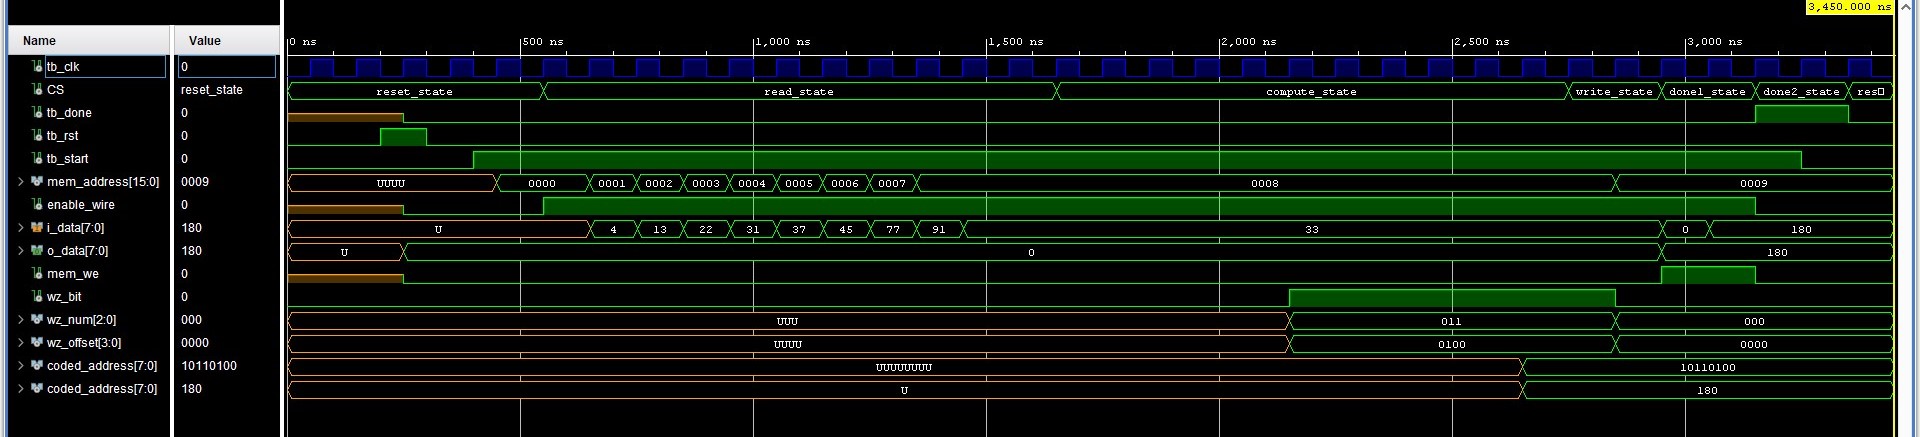 3,450.000 ns
Name Value 0 ns 500 ns 1,000 ns 1,500 ns 2,000 ns 2,500 ns 3,000 ns
tb_clk 0
CS reset_state reset_state read_state compute_state write_state done1_state done2_state res
tb_done 0
tb_rst 0
tb_start 0
mem_address[15:0] 0009 UUUU 0000 0001 0002 0003 0004 0005 0006 0007 0008 0009
enable_wire 0
i_data[7:0] 180 U 4 13 22 31 37 45 77 91 33 0 180
o_data[7:0] 180 U 0 180
mem_we 0
wz_bit 0
wz_num[2:0] 000 UUU 011 000
wz_offset[3:0] 0000 UUUU 0100 0000
coded_address[7:0] 10110100 UUUUUUUU 10110100
coded_address[7:0] 180 U 180